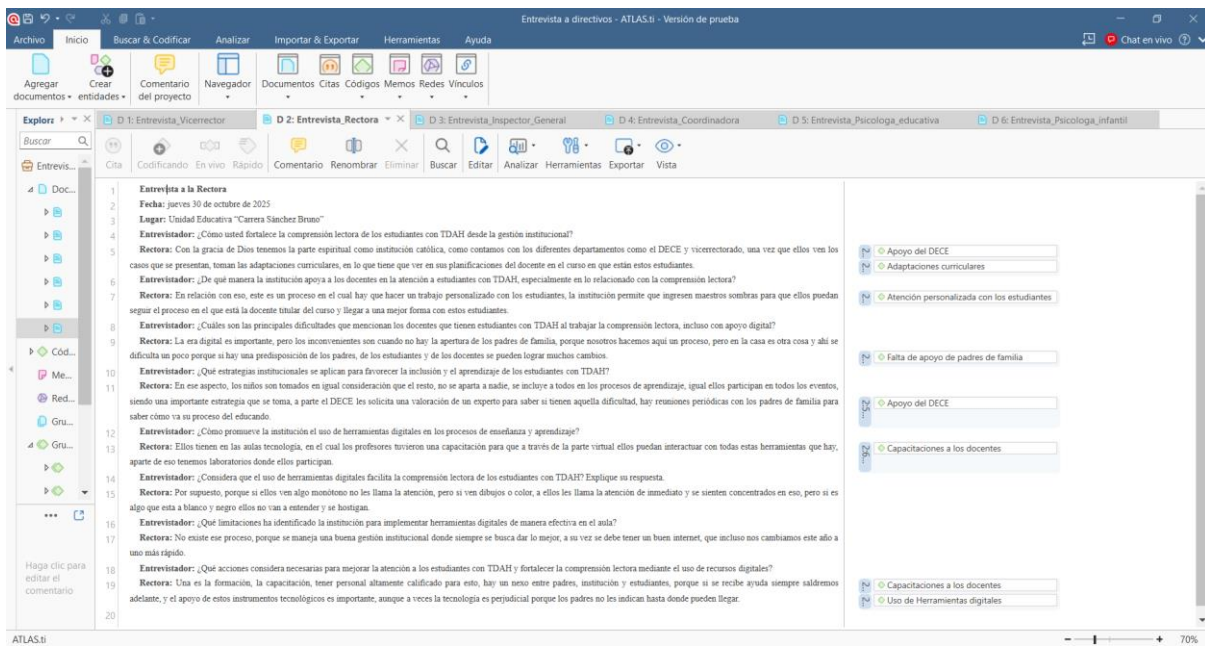 Entrevista a directivos - ATLAS.ti - Versión de prueba
Archivo Inicio Buscar & Codificar Analizar Importar & Exportar Herramientas Ayuda
Chat en vivo
Agregar documentos
Crear entidades
Comentario del proyecto
Navegador
Documentos Citas Códigos Memos Redes Vínculos
Explora
D 1: Entrevista_Vicerrector
D 2: Entrevista_Rectora
D 3: Entrevista_Inspector_General
D 4: Entrevista_Coordinadora
D 5: Entrevista_Psicologa_educativa
D 6: Entrevista_Psicologa_infantil
Buscar
Cita Codificando En vivo Rápido Comentario Renombrar Eliminar Buscar Editar Analizar Herramientas Exportar Vista
Entrevis...
Doc...
Cód...
Me...
Red...
Gru...
Gru...
Haga clic para
editar el
comentario
1 Entrevista a la Rectora
2 Fecha: jueves 30 de octubre de 2025
3 Lugar: Unidad Educativa “Carrera Sánchez Bruno”
4 Entrevistador: ¿Cómo usted fortalece la comprensión lectora de los estudiantes con TDAH desde la gestión institucional?
5 Rectora: Con la gracia de Dios tenemos la parte espiritual como institución católica, como contamos con los diferentes departamentos como el DECE y vicerrectorado, una vez que ellos ven los
casos que se presentan, toman las adaptaciones curriculares, en lo que tiene que ver en sus planificaciones del docente en el curso en que están estos estudiantes.
6 Entrevistador: ¿De qué manera la institución apoya a los docentes en la atención a estudiantes con TDAH, especialmente en lo relacionado con la comprensión lectora?
7 Rectora: En relación con eso, este es un proceso en el cual hay que hacer un trabajo personalizado con los estudiantes, la institución permite que ingresen maestros sombras para que ellos puedan
seguir el proceso en el que está la docente titular del curso y llegar a una mejor forma con estos estudiantes.
8 Entrevistador: ¿Cuáles son las principales dificultades que mencionan los docentes que tienen estudiantes con TDAH al trabajar la comprensión lectora, incluso con apoyo digital?
9 Rectora: La era digital es importante, pero los inconvenientes son cuando no hay la apertura de los padres de familia, porque nosotros hacemos aquí un proceso, pero en la casa es otra cosa y ahí se
dificulta un poco porque si hay una predisposición de los padres, de los estudiantes y de los docentes se pueden lograr muchos cambios.
10 Entrevistador: ¿Qué estrategias institucionales se aplican para favorecer la inclusión y el aprendizaje de los estudiantes con TDAH?
11 Rectora: En ese aspecto, los niños son tomados en igual consideración que el resto, no se aparta a nadie, se incluye a todos en los procesos de aprendizaje, igual ellos participan en todos los eventos,
siendo una importante estrategia que se toma, a parte el DECE les solicita una valoración de un experto para saber si tienen aquella dificultad, hay reuniones periódicas con los padres de familia para
saber cómo va su proceso del educando.
12 Entrevistador: ¿Cómo promueve la institución el uso de herramientas digitales en los procesos de enseñanza y aprendizaje?
13 Rectora: Ellos tienen en las aulas tecnología, en el cual los profesores tuvieron una capacitación para que a través de la parte virtual ellos puedan interactuar con todas estas herramientas que hay,
aparte de eso tenemos laboratorios donde ellos participan.
14 Entrevistador: ¿Considera que el uso de herramientas digitales facilita la comprensión lectora de los estudiantes con TDAH? Explique su respuesta.
15 Rectora: Por supuesto, porque si ellos ven algo monótono no les llama la atención, pero si ven dibujos o color, a ellos les llama la atención de inmediato y se sienten concentrados en eso, pero si es
algo que esta a blanco y negro ellos no van a entender y se hostigan.
16 Entrevistador: ¿Qué limitaciones ha identificado la institución para implementar herramientas digitales de manera efectiva en el aula?
17 Rectora: No existe ese proceso, porque se maneja una buena gestión institucional donde siempre se busca dar lo mejor, a su vez se debe tener un buen internet, que incluso nos cambiamos este año a
uno más rápido.
18 Entrevistador: ¿Qué acciones considera necesarias para mejorar la atención a los estudiantes con TDAH y fortalecer la comprensión lectora mediante el uso de recursos digitales?
19 Rectora: Una es la formación, la capacitación, tener personal altamente calificado para esto, hay un nexo entre padres, institución y estudiantes, porque si se recibe ayuda siempre saldremos
adelante, y el apoyo de estos instrumentos tecnológicos es importante, aunque a veces la tecnología es perjudicial porque los padres no les indican hasta donde pueden llegar.
20
Apoyo del DECE
Adaptaciones curriculares
Atención personalizada con los estudiantes
Falta de apoyo de padres de familia
Apoyo del DECE
Capacitaciones a los docentes
Capacitaciones a los docentes
Uso de Herramientas digitales
ATLAS.ti
70%